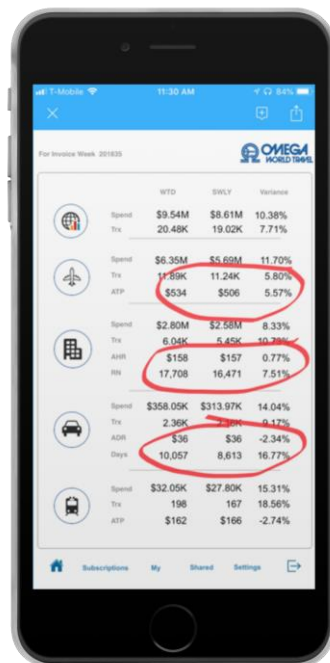 T-Mobile 11:30 AM 84%
For Invoice Week 201835
OMEGA
WORLD TRAVEL
WTD SWLY Variance
Spend $9.54M $8.61M 10.38%
Trx 20.48K 19.02K 7.71%
Spend $6.35M $5.69M 11.70%
Trx 11.89K 11.24K 5.80%
ATP $534 $506 5.57%
Spend $2.80M $2.58M 8.33%
Trx 6.04K 5.45K 10.79%
AHR $158 $157 0.77%
RN 17,708 16,471 7.51%
Spend $358.05K $313.97K 14.04%
Trx 2.36K 9.17%
ADR $36 $36 -2.34%
Days 10,057 8,613 16.77%
Spend $32.05K $27.80K 15.31%
Trx 198 167 18.56%
ATP $162 $166 -2.74%
Subscriptions My Shared Settings